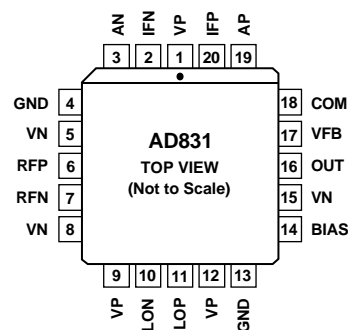 AN IFN VP IFP AP
3 2 1 20 19
GND 4
VN 5
RFP 6
RFN 7
VN 8
AD831
TOP VIEW
(Not to Scale)
18 COM
17 VFB
16 OUT
15 VN
14 BIAS
9 10 11 12 13
VP LON LOP VP GND